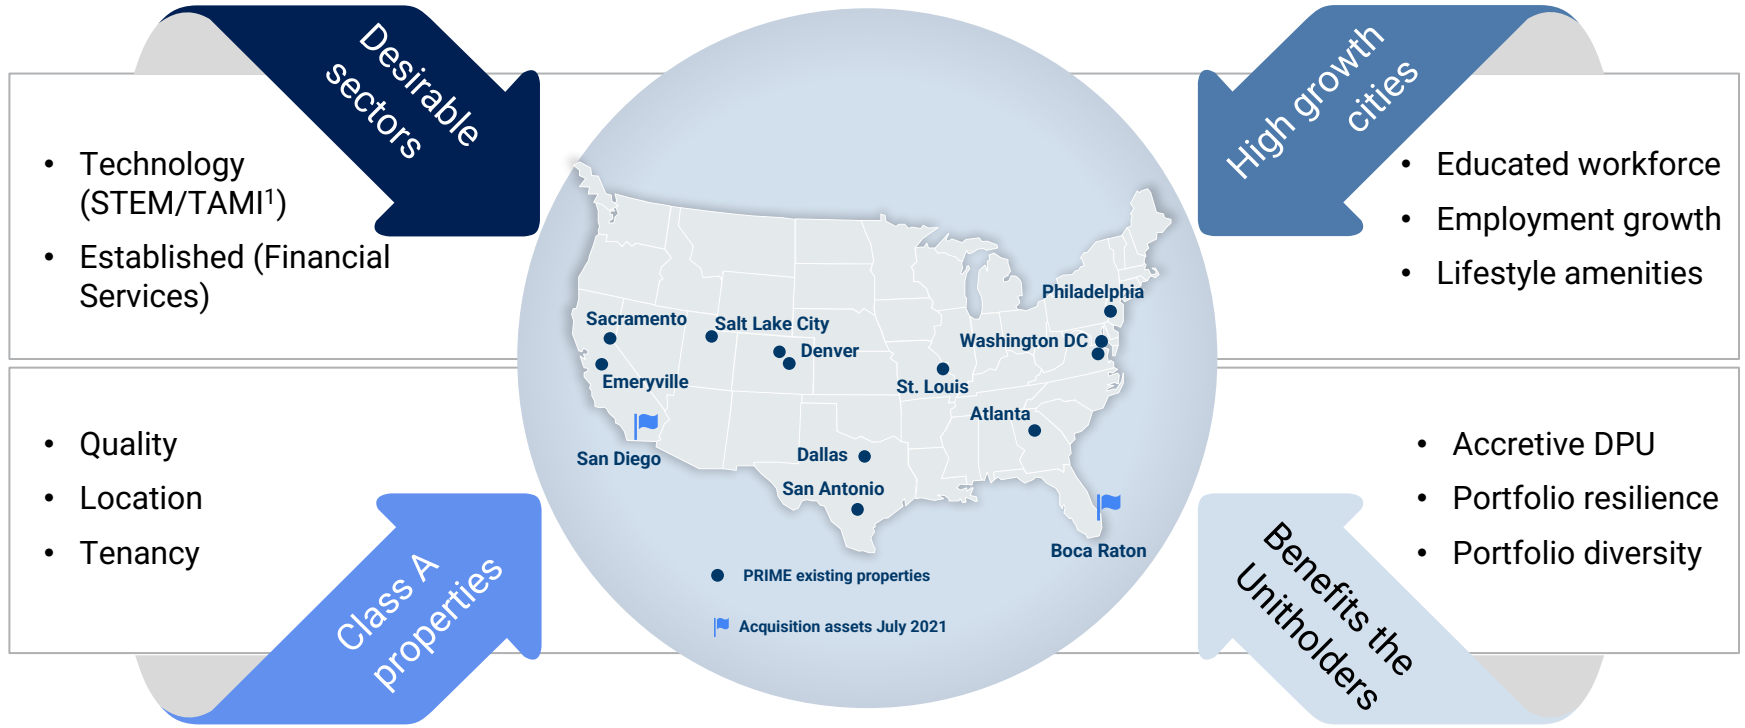 Desirable
sectors
• Technology
(STEM/TAMI¹)
• Established (Financial
Services)
High growth
cities
• Educated workforce
• Employment growth
• Lifestyle amenities
Philadelphia
Sacramento
Salt Lake City
Washington DC
Denver
Emeryville
St. Louis
Atlanta
San Diego
Dallas
San Antonio
Boca Raton
PRIME existing properties
Acquisition assets July 2021
• Quality
• Location
• Tenancy
Class A
properties
• Accretive DPU
• Portfolio resilience
• Portfolio diversity
Benefits the
Unitholders